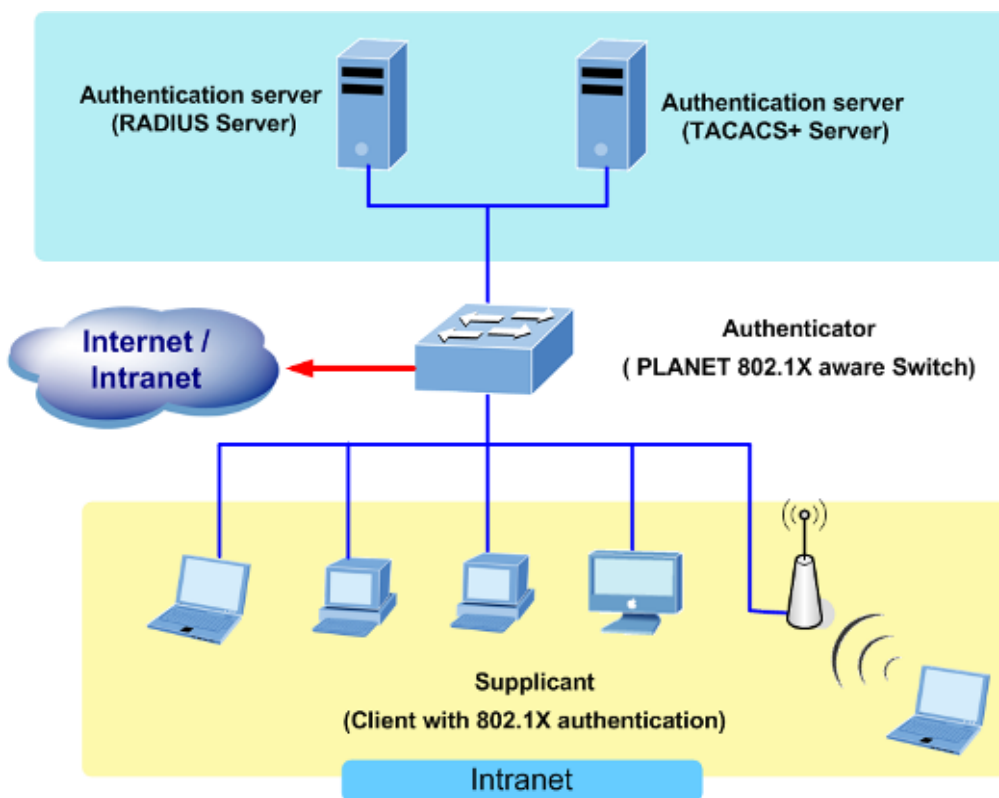 Authentication server
(RADIUS Server)
Authentication server
(TACACS+ Server)
Internet /
Intranet
Authenticator
( PLANET 802.1X aware Switch)
Supplicant
(Client with 802.1X authentication)
Intranet